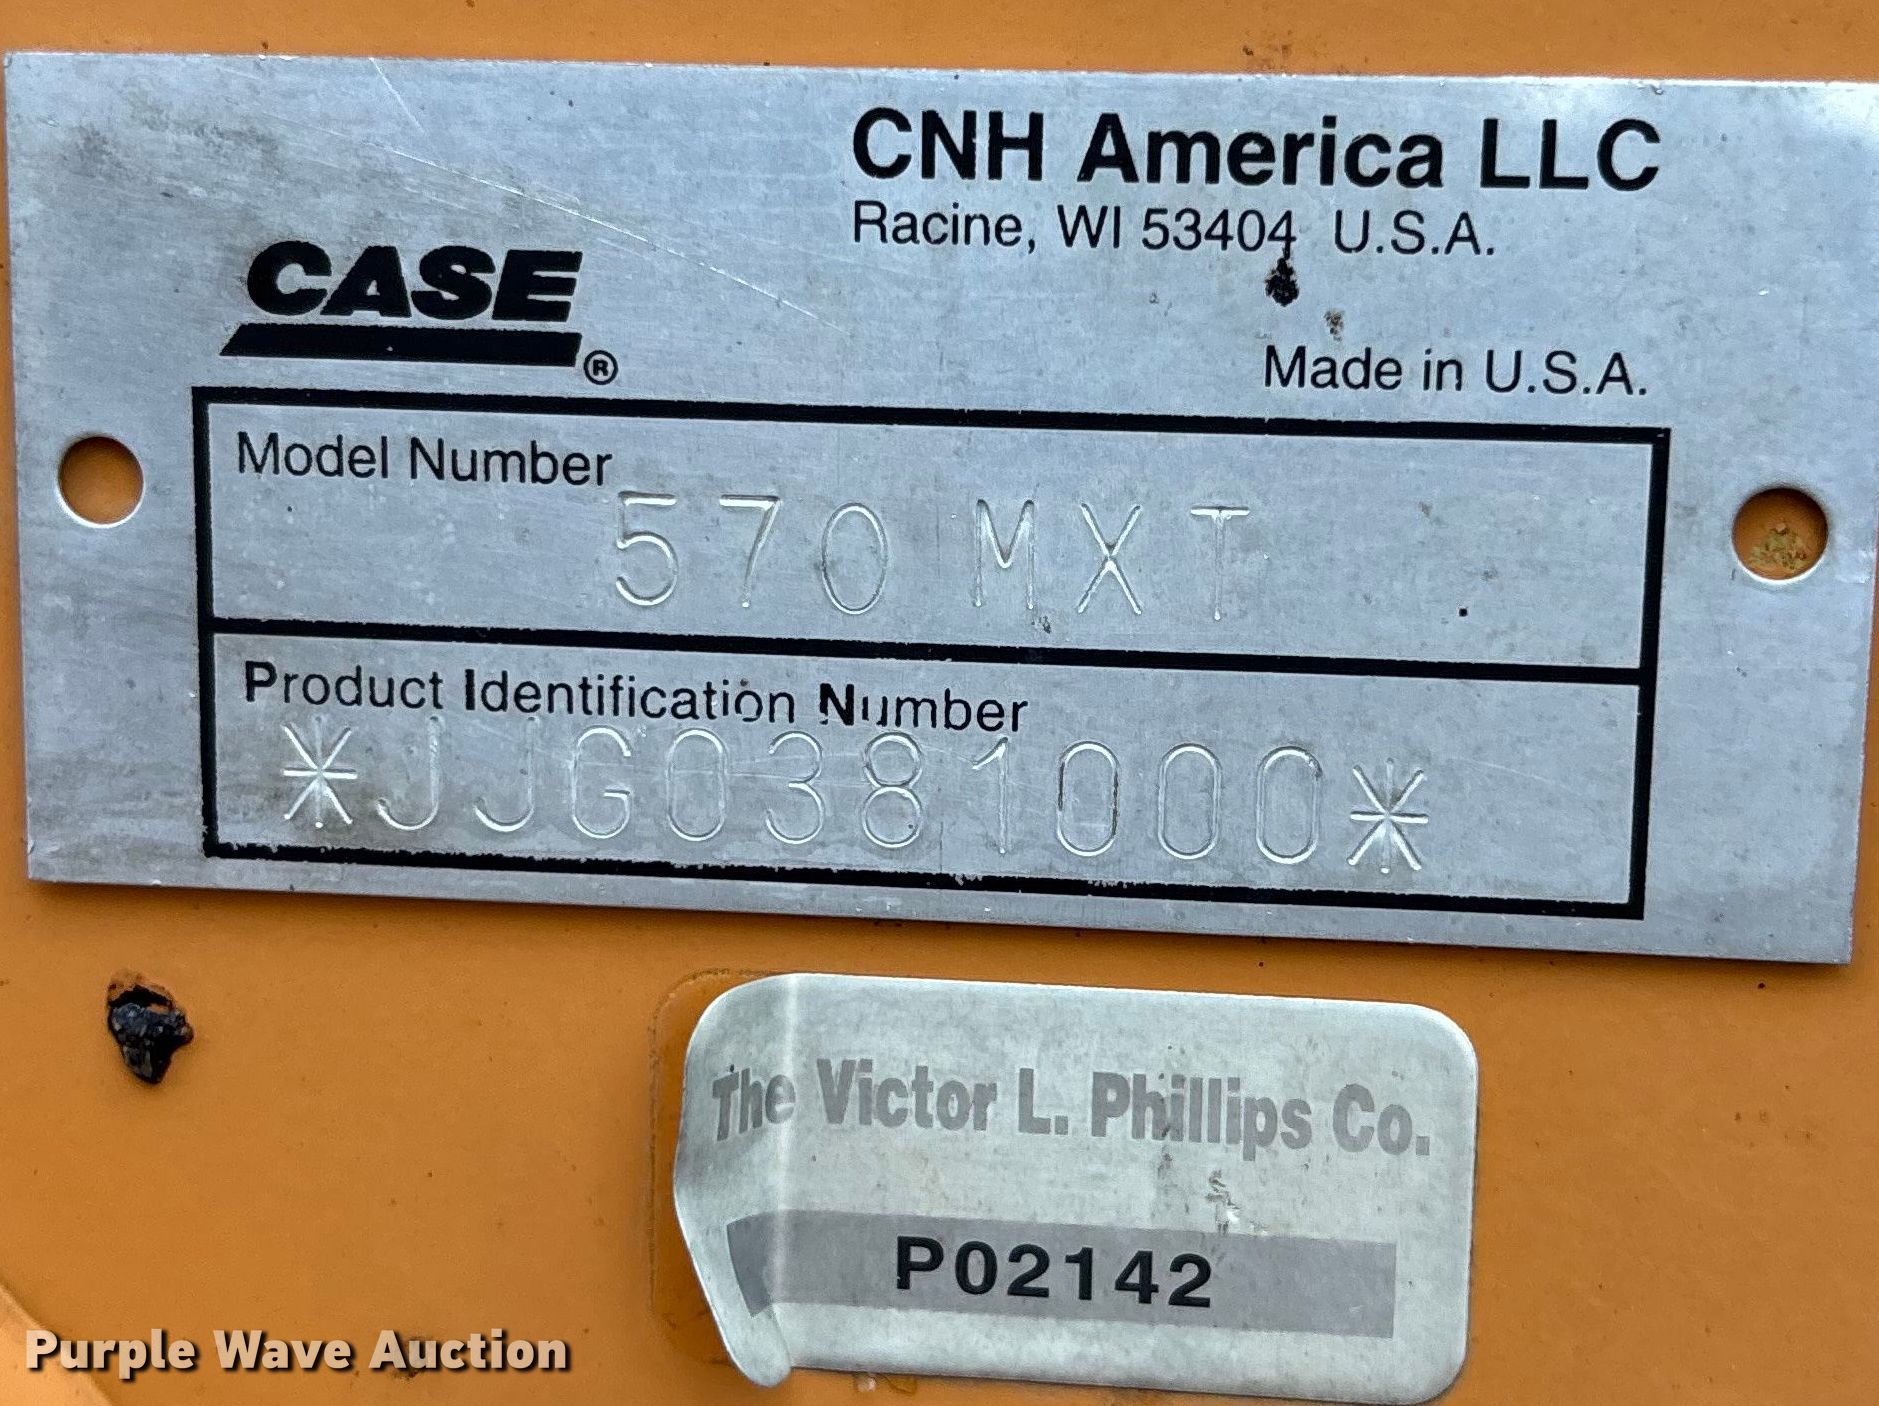 CNH America LLC
Racine, WI 53404 U.S.A.
CASE®
Made in U.S.A.
Model Number
570 MXT
Product Identification Number
*JJG0381000*
The Victor L. Phillips Co.
P02142
Purple Wave Auction